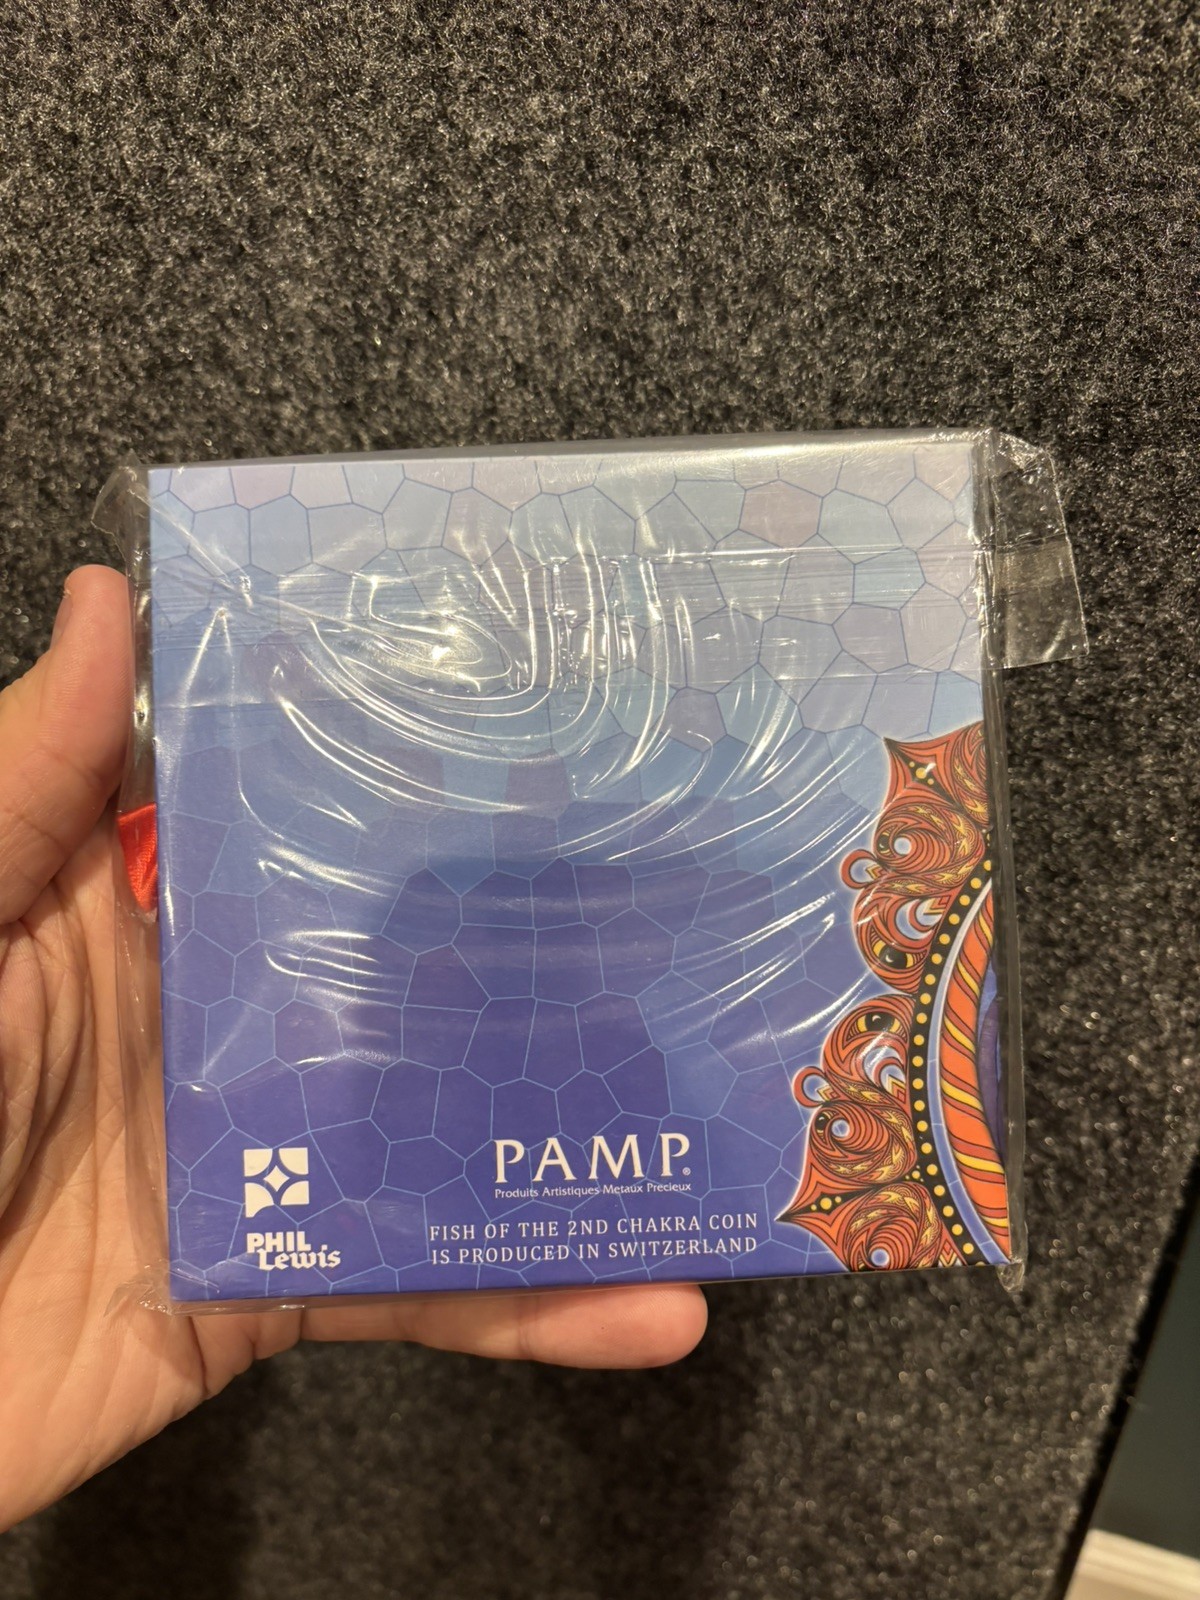 PAMP®
Produits Artistiques Metaux Precieux
FISH OF THE 2ND CHAKRA COIN
IS PRODUCED IN SWITZERLAND
PHIL
Lewis